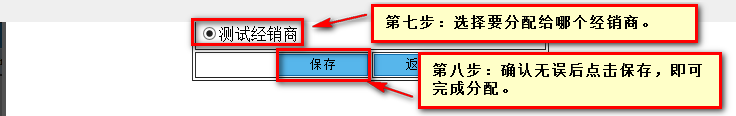 第七步：选择要分配给哪个经销商。
测试经销商
保存
返
第八步：确认无误后点击保存，即可
完成分配。